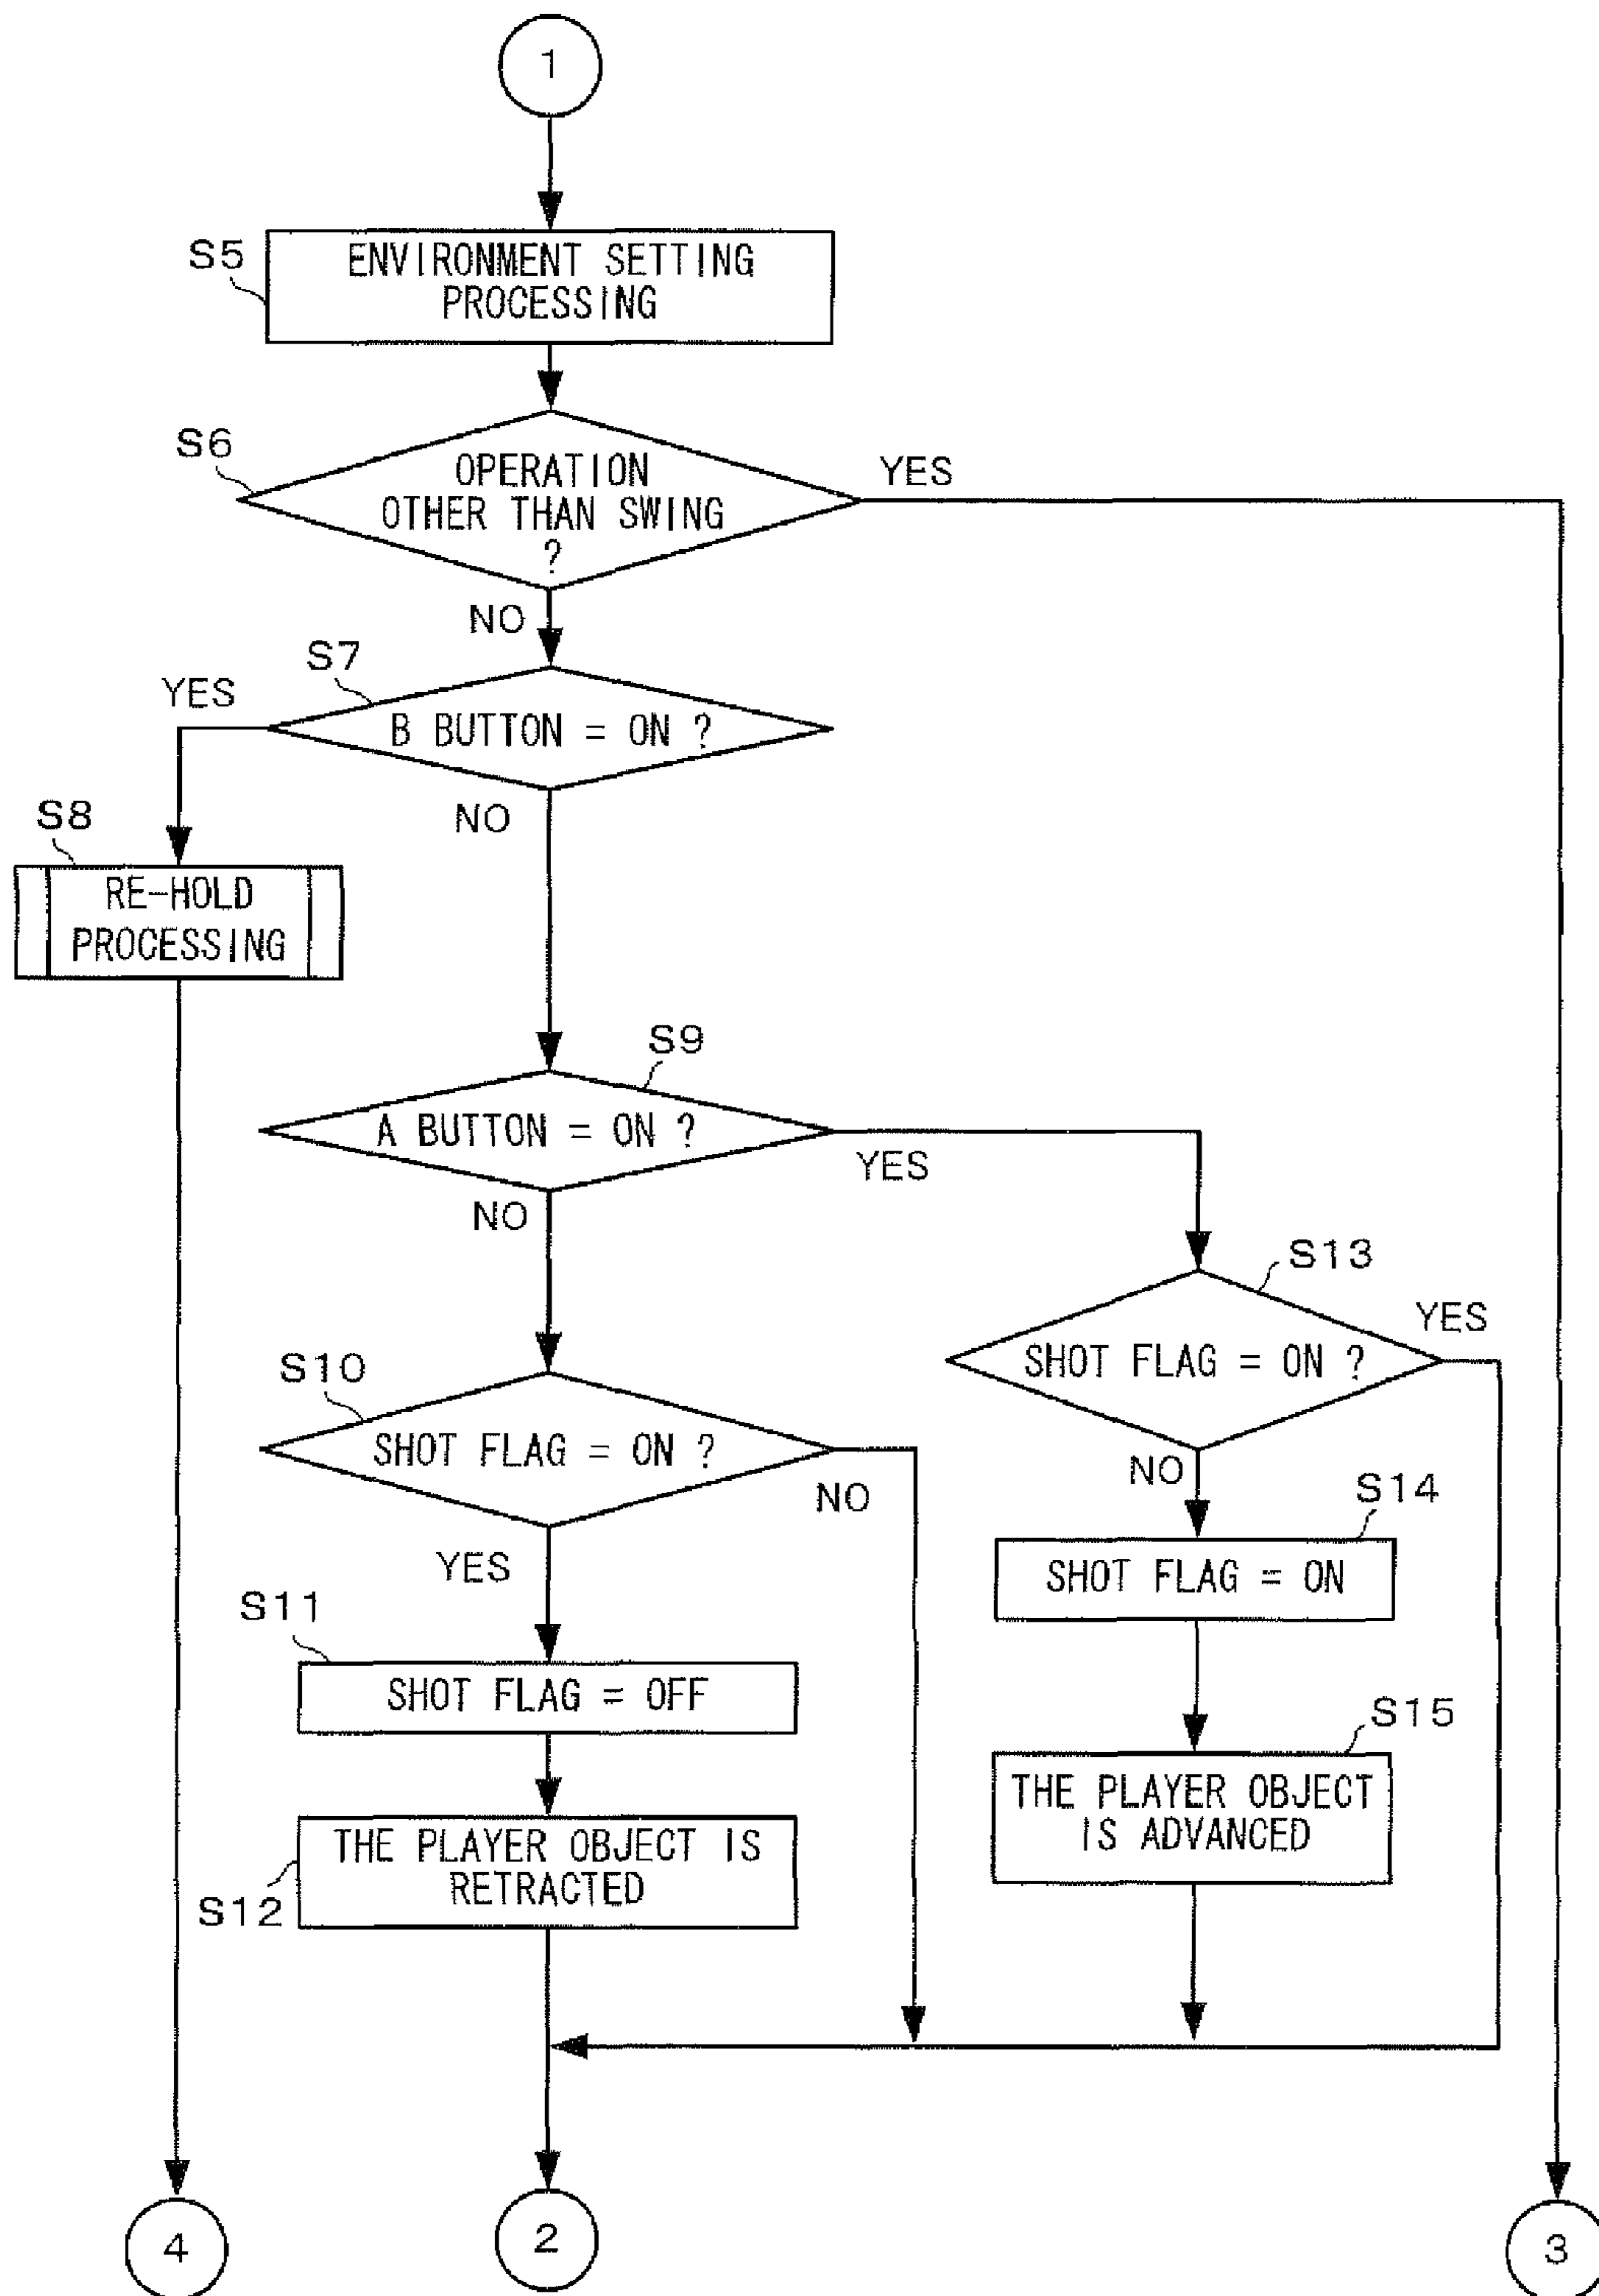 1
S5
ENVIRONMENT SETTING
PROCESSING
S6
OPERATION
OTHER THAN SWING
?
YES
NO
S7
YES
B BUTTON = ON ?
NO
S8
RE-HOLD
PROCESSING
S9
A BUTTON = ON ?
YES
NO
S13
YES
SHOT FLAG = ON ?
NO
S10
SHOT FLAG = ON ?
NO
YES
S14
SHOT FLAG = ON
S11
SHOT FLAG = OFF
S15
THE PLAYER OBJECT
IS ADVANCED
THE PLAYER OBJECT IS
RETRACTED
S12
4
2
3